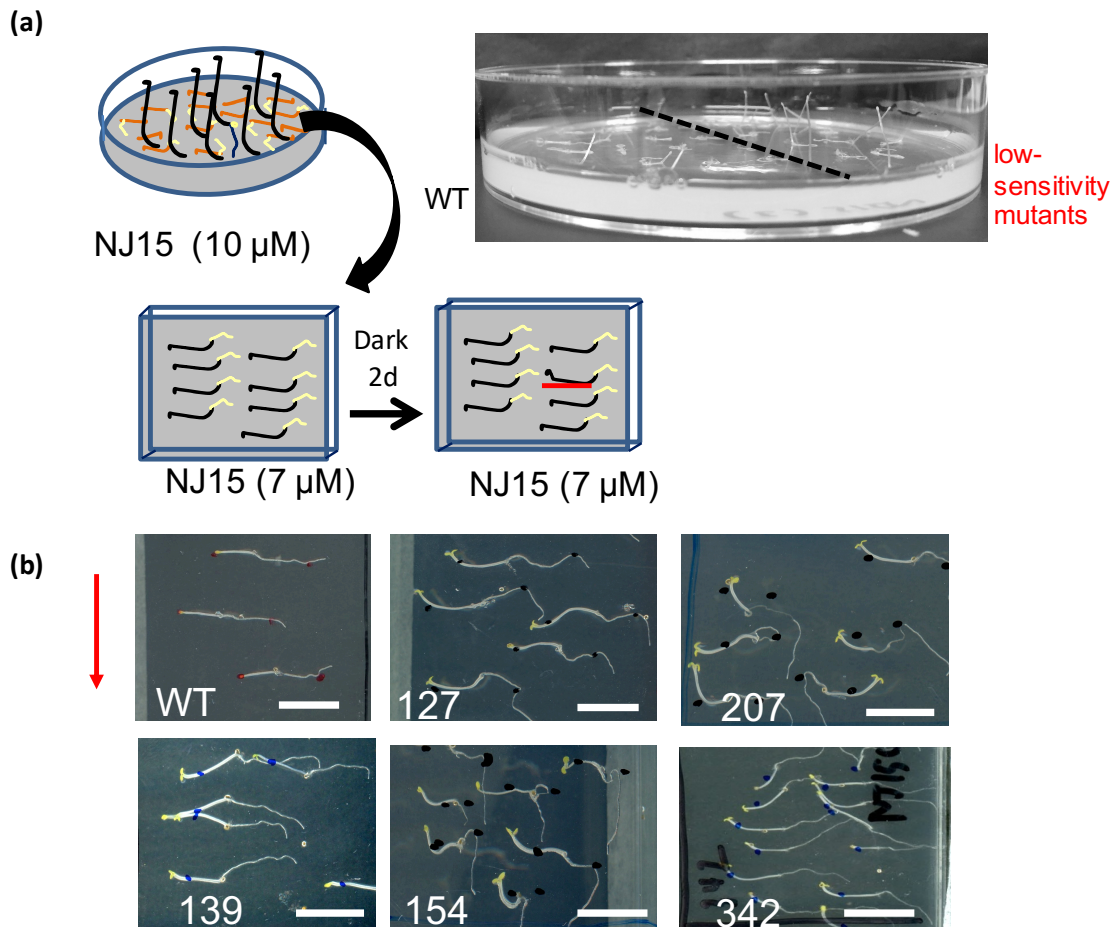 (a)
WT
low-
sensitivity
mutants
NJ15 (10 µM)
Dark
2d
NJ15 (7 µM)
NJ15 (7 µM)
(b)
WT
127
207
139
154
342